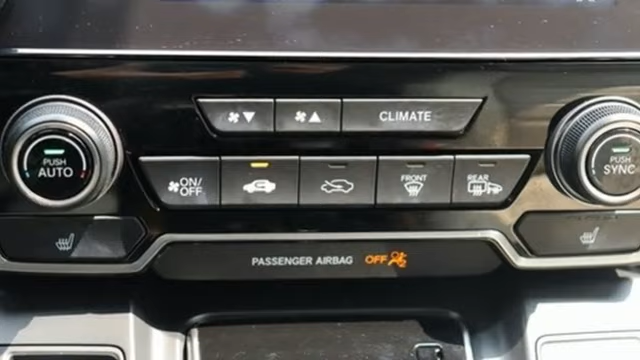 CLIMATE
PUSH
AUTO
ON/
OFF
FRONT
REAR
PUSH
SYNC
PASSENGER AIRBAG OFF